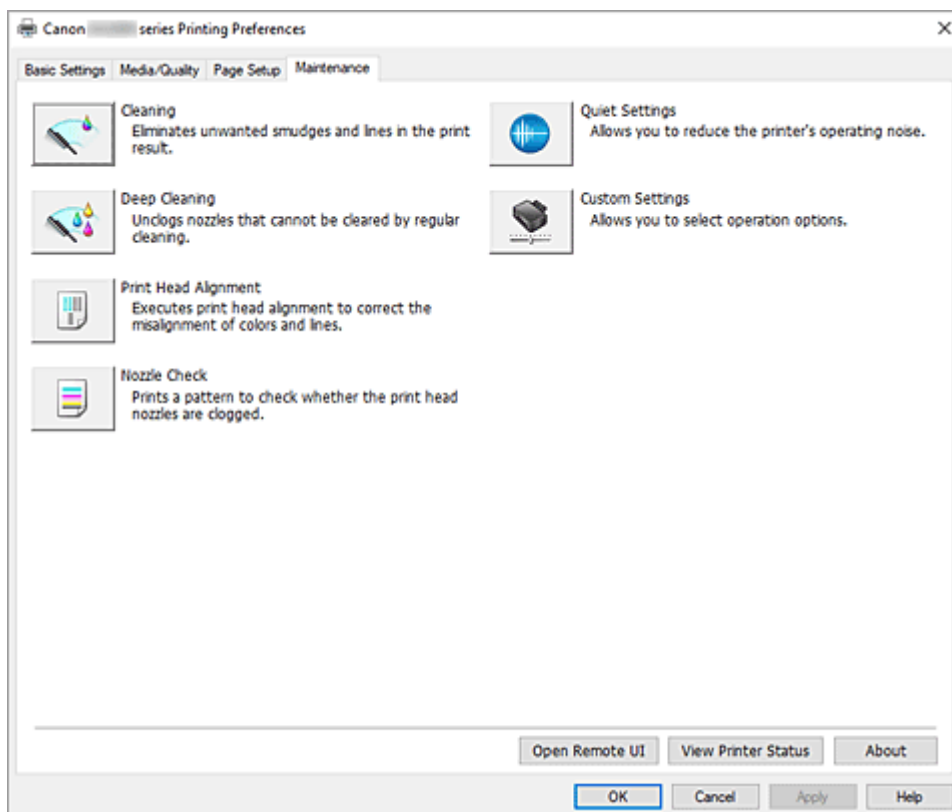 Canon series Printing Preferences
Basic Settings Media/Quality Page Setup Maintenance
Cleaning
Eliminates unwanted smudges and lines in the print
result.
Deep Cleaning
Unclogs nozzles that cannot be cleared by regular
cleaning.
Print Head Alignment
Executes print head alignment to correct the
misalignment of colors and lines.
Nozzle Check
Prints a pattern to check whether the print head
nozzles are clogged.
Quiet Settings
Allows you to reduce the printer's operating noise.
Custom Settings
Allows you to select operation options.
Open Remote UI View Printer Status About
OK Cancel Apply Help